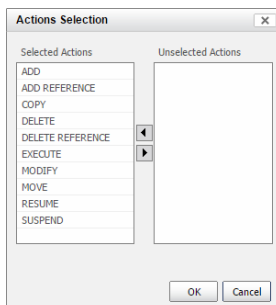 Actions Selection
Selected Actions
Unselected Actions
ADD
ADD REFERENCE
COPY
DELETE
DELETE REFERENCE
EXECUTE
MODIFY
MOVE
RESUME
SUSPEND
OK
Cancel